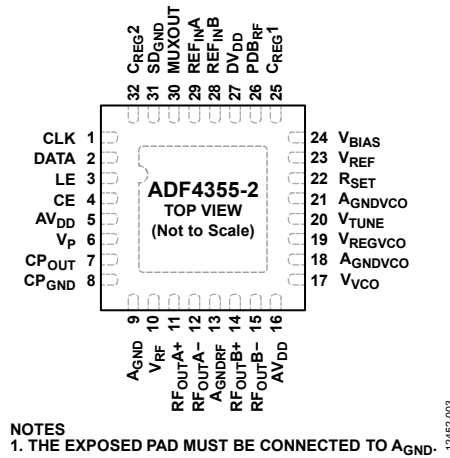 CREG2
SDGND
MUXOUT
REFINA
REFINB
DVDD
PDBRF
CREG1
32 31 30 29 28 27 26 25
CLK 1
DATA 2
LE 3
CE 4
AVDD 5
VP 6
CPOUT 7
CPGND 8
ADF4355-2
TOP VIEW
(Not to Scale)
24 VBIAS
23 VREF
22 RSET
21 AGNDVCO
20 VTUNE
19 VREGVCO
18 AGNDVCO
17 VVCO
9 10 11 12 13 14 15 16
AGND
VRF
RFOUTA+
RFOUTA−
AGNDRF
RFOUTB+
RFOUTB−
AVDD
NOTES
1. THE EXPOSED PAD MUST BE CONNECTED TO AGND.
12452-003